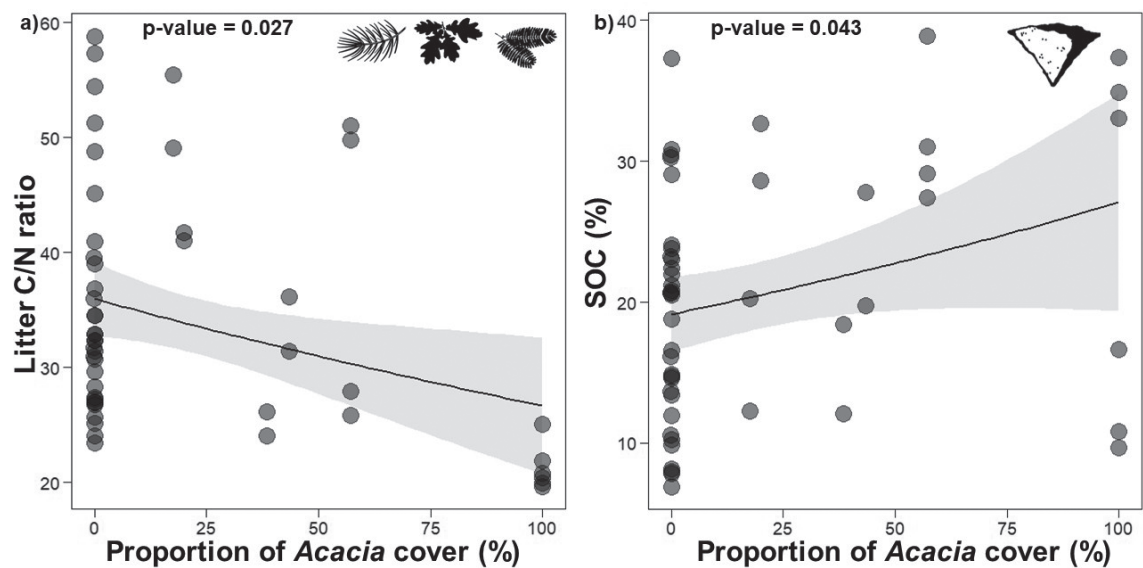 a)
p-value = 0.027
60
50
40
30
20
Litter C/N ratio
0 25 50 75 100
Proportion of Acacia cover (%)
b)
p-value = 0.043
40
30
20
10
SOC (%)
0 25 50 75 100
Proportion of Acacia cover (%)